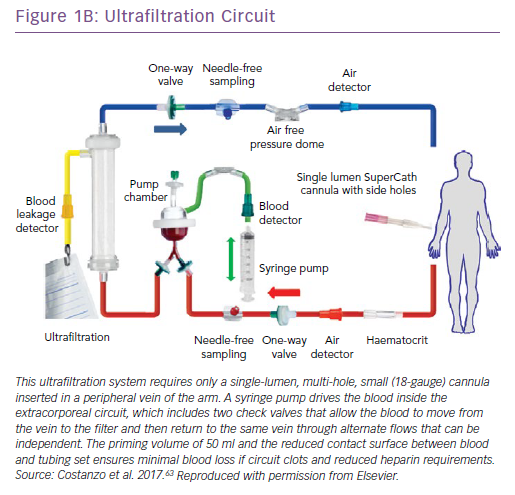 Figure 1B: Ultrafiltration Circuit
One-way
valve
Needle-free
sampling
Air
detector
Air free
pressure dome
Pump
chamber
Single lumen SuperCath
cannula with side holes
Blood
leakage
detector
Blood
detector
Syringe pump
Ultrafiltration
Needle-free
sampling
One-way
valve
Air
detector
Haematocrit
This ultrafiltration system requires only a single-lumen, multi-hole, small (18-gauge) cannula
inserted in a peripheral vein of the arm. A syringe pump drives the blood inside the
extracorporeal circuit, which includes two check valves that allow the blood to move from
the vein to the filter and then return to the same vein through alternate flows that can be
independent. The priming volume of 50 ml and the reduced contact surface between blood
and tubing set ensures minimal blood loss if circuit clots and reduced heparin requirements.
Source: Costanzo et al. 2017.⁶³ Reproduced with permission from Elsevier.